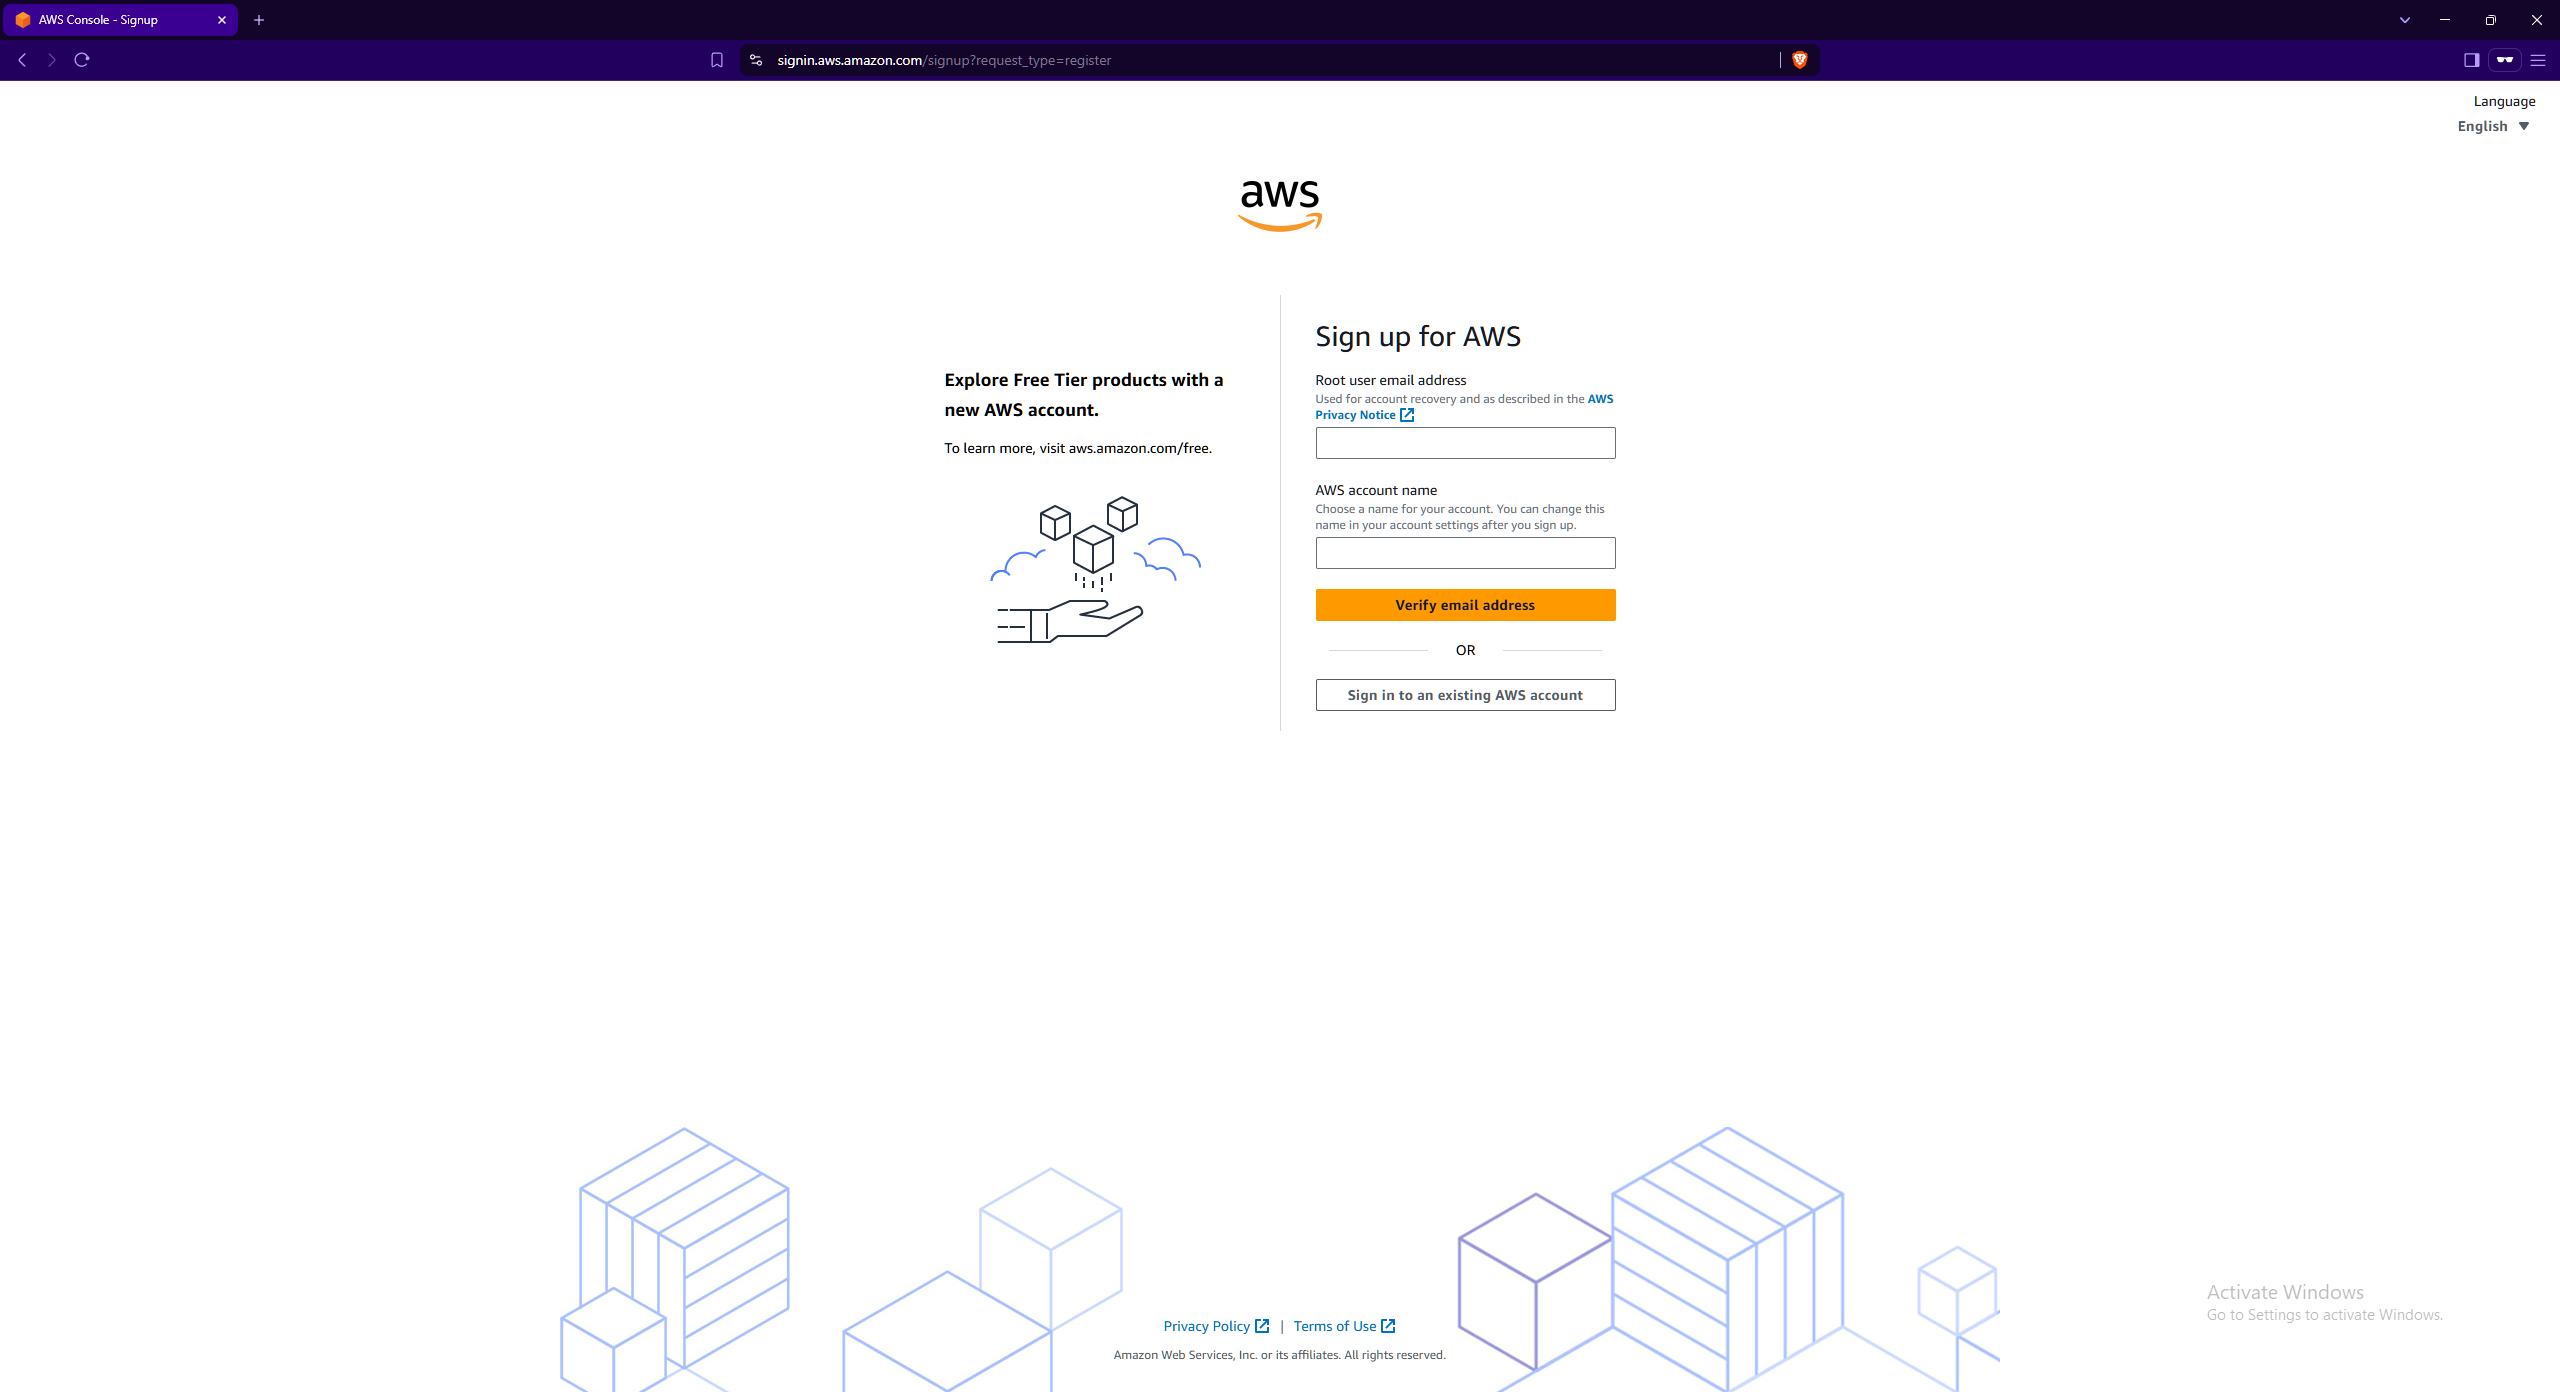 AWS Console - Signup
signin.aws.amazon.com/signup?request_type=register
Language
English
aws
Explore Free Tier products with a
new AWS account.
To learn more, visit aws.amazon.com/free.
Sign up for AWS
Root user email address
Used for account recovery and as described in the AWS
Privacy Notice
AWS account name
Choose a name for your account. You can change this
name in your account settings after you sign up.
Verify email address
OR
Sign in to an existing AWS account
Privacy Policy | Terms of Use
Amazon Web Services, Inc. or its affiliates. All rights reserved.
Activate Windows
Go to Settings to activate Windows.